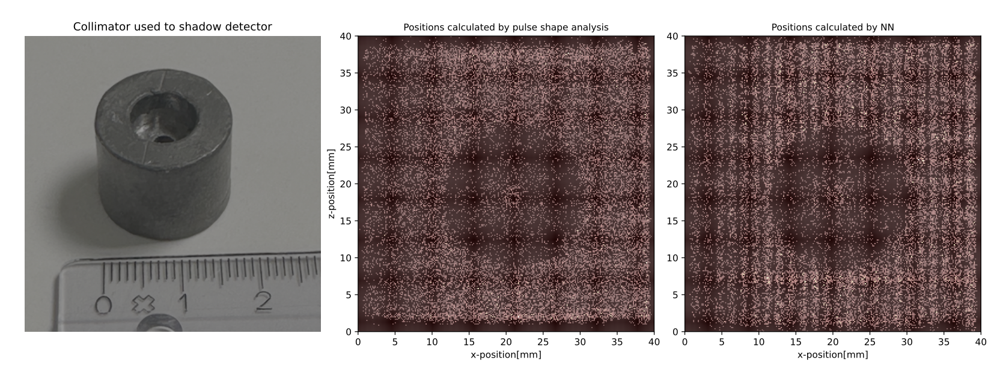 Collimator used to shadow detector
0 1 2
Positions calculated by pulse shape analysis
40
35
30
25
20
15
10
5
0
z-position[mm]
0 5 10 15 20 25 30 35 40
x-position[mm]
Positions calculated by NN
40
35
30
25
20
15
10
5
0
0 5 10 15 20 25 30 35 40
x-position[mm]